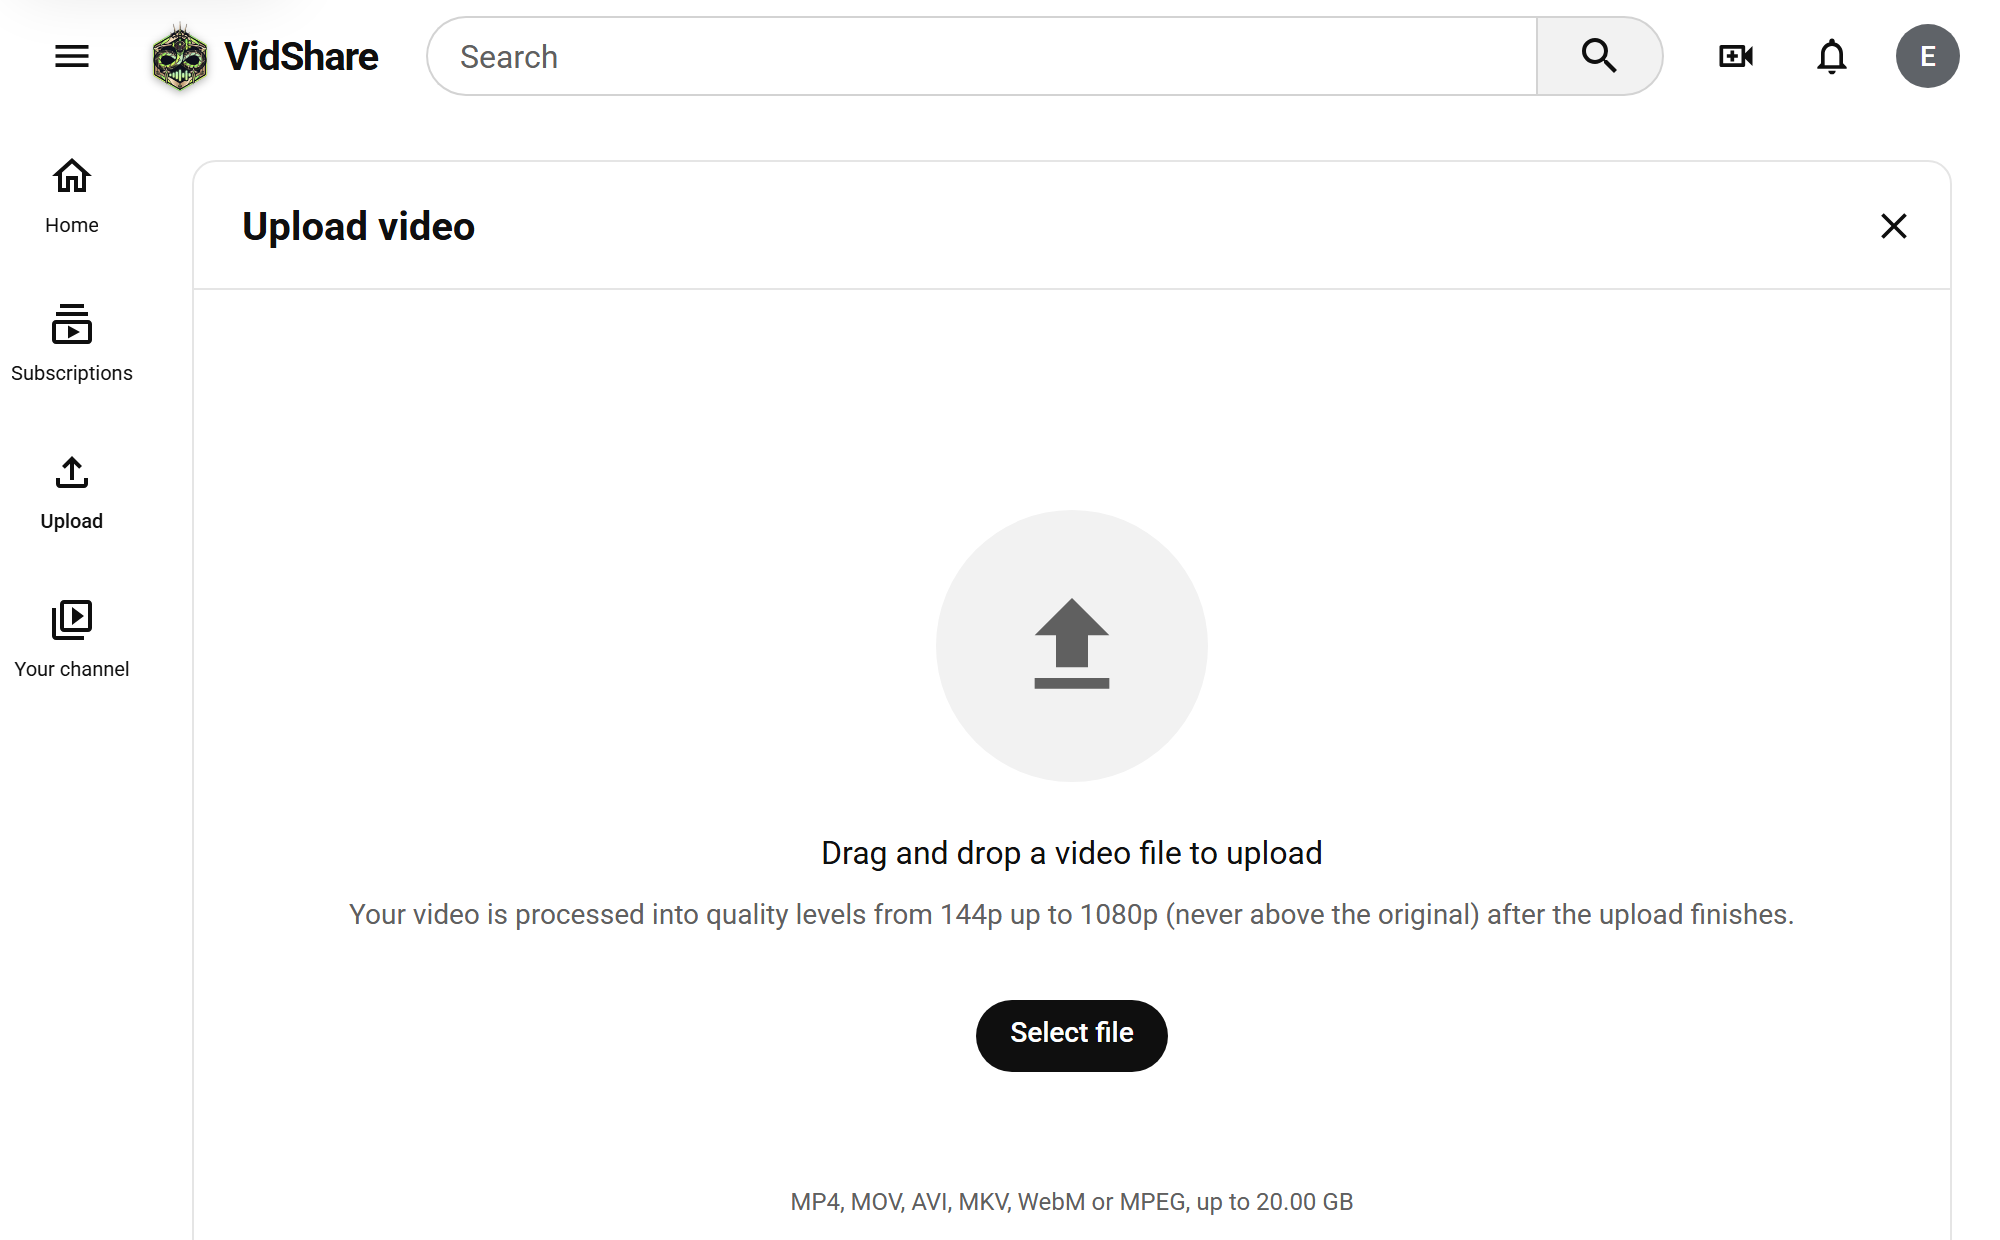 VidShare
Search
E
Home
Subscriptions
Upload
Your channel
Upload video
Drag and drop a video file to upload
Your video is processed into quality levels from 144p up to 1080p (never above the original) after the upload finishes.
Select file
MP4, MOV, AVI, MKV, WebM or MPEG, up to 20.00 GB